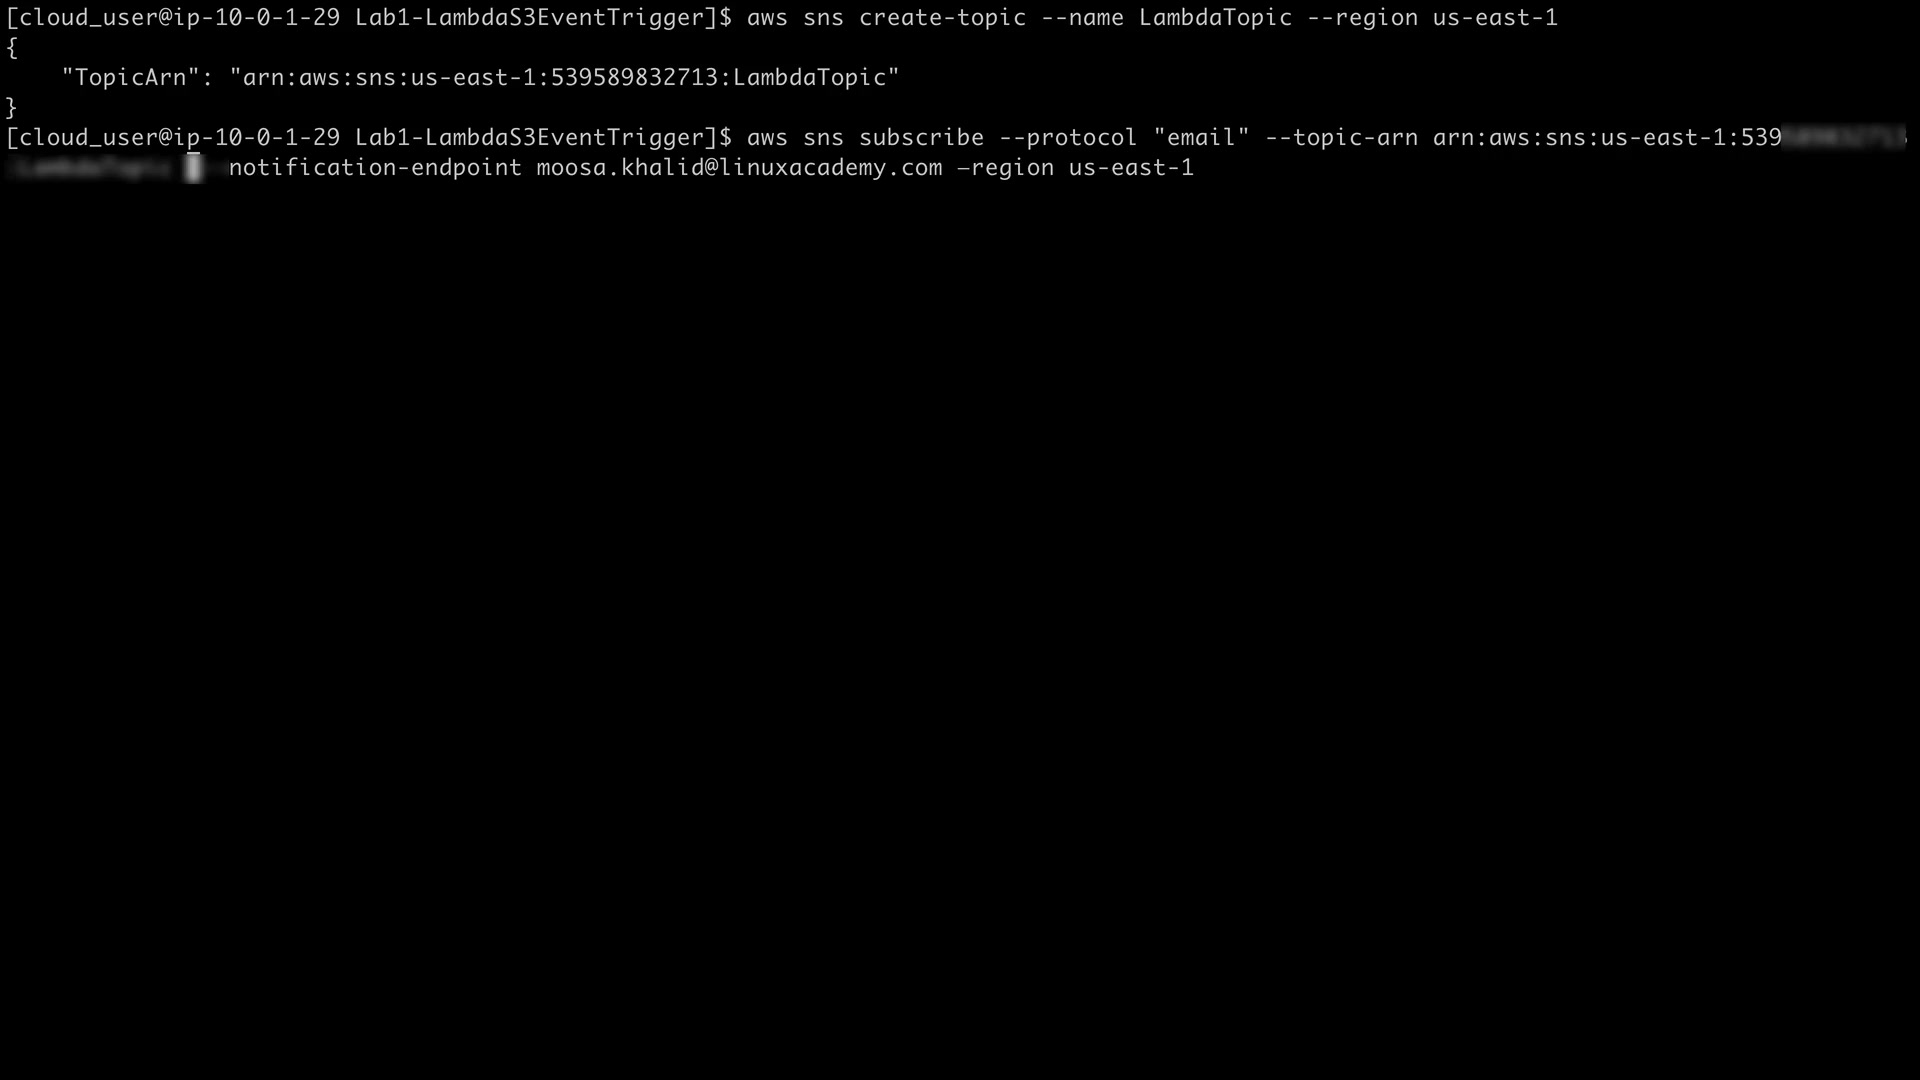 [cloud_user@ip-10-0-1-29 Lab1-LambdaS3EventTrigger]$ aws sns create-topic --name LambdaTopic --region us-east-1
{
    "TopicArn": "arn:aws:sns:us-east-1:539589832713:LambdaTopic"
}
[cloud_user@ip-10-0-1-29 Lab1-LambdaS3EventTrigger]$ aws sns subscribe --protocol "email" --topic-arn arn:aws:sns:us-east-1:539
notification-endpoint moosa.khalid@linuxacademy.com –region us-east-1